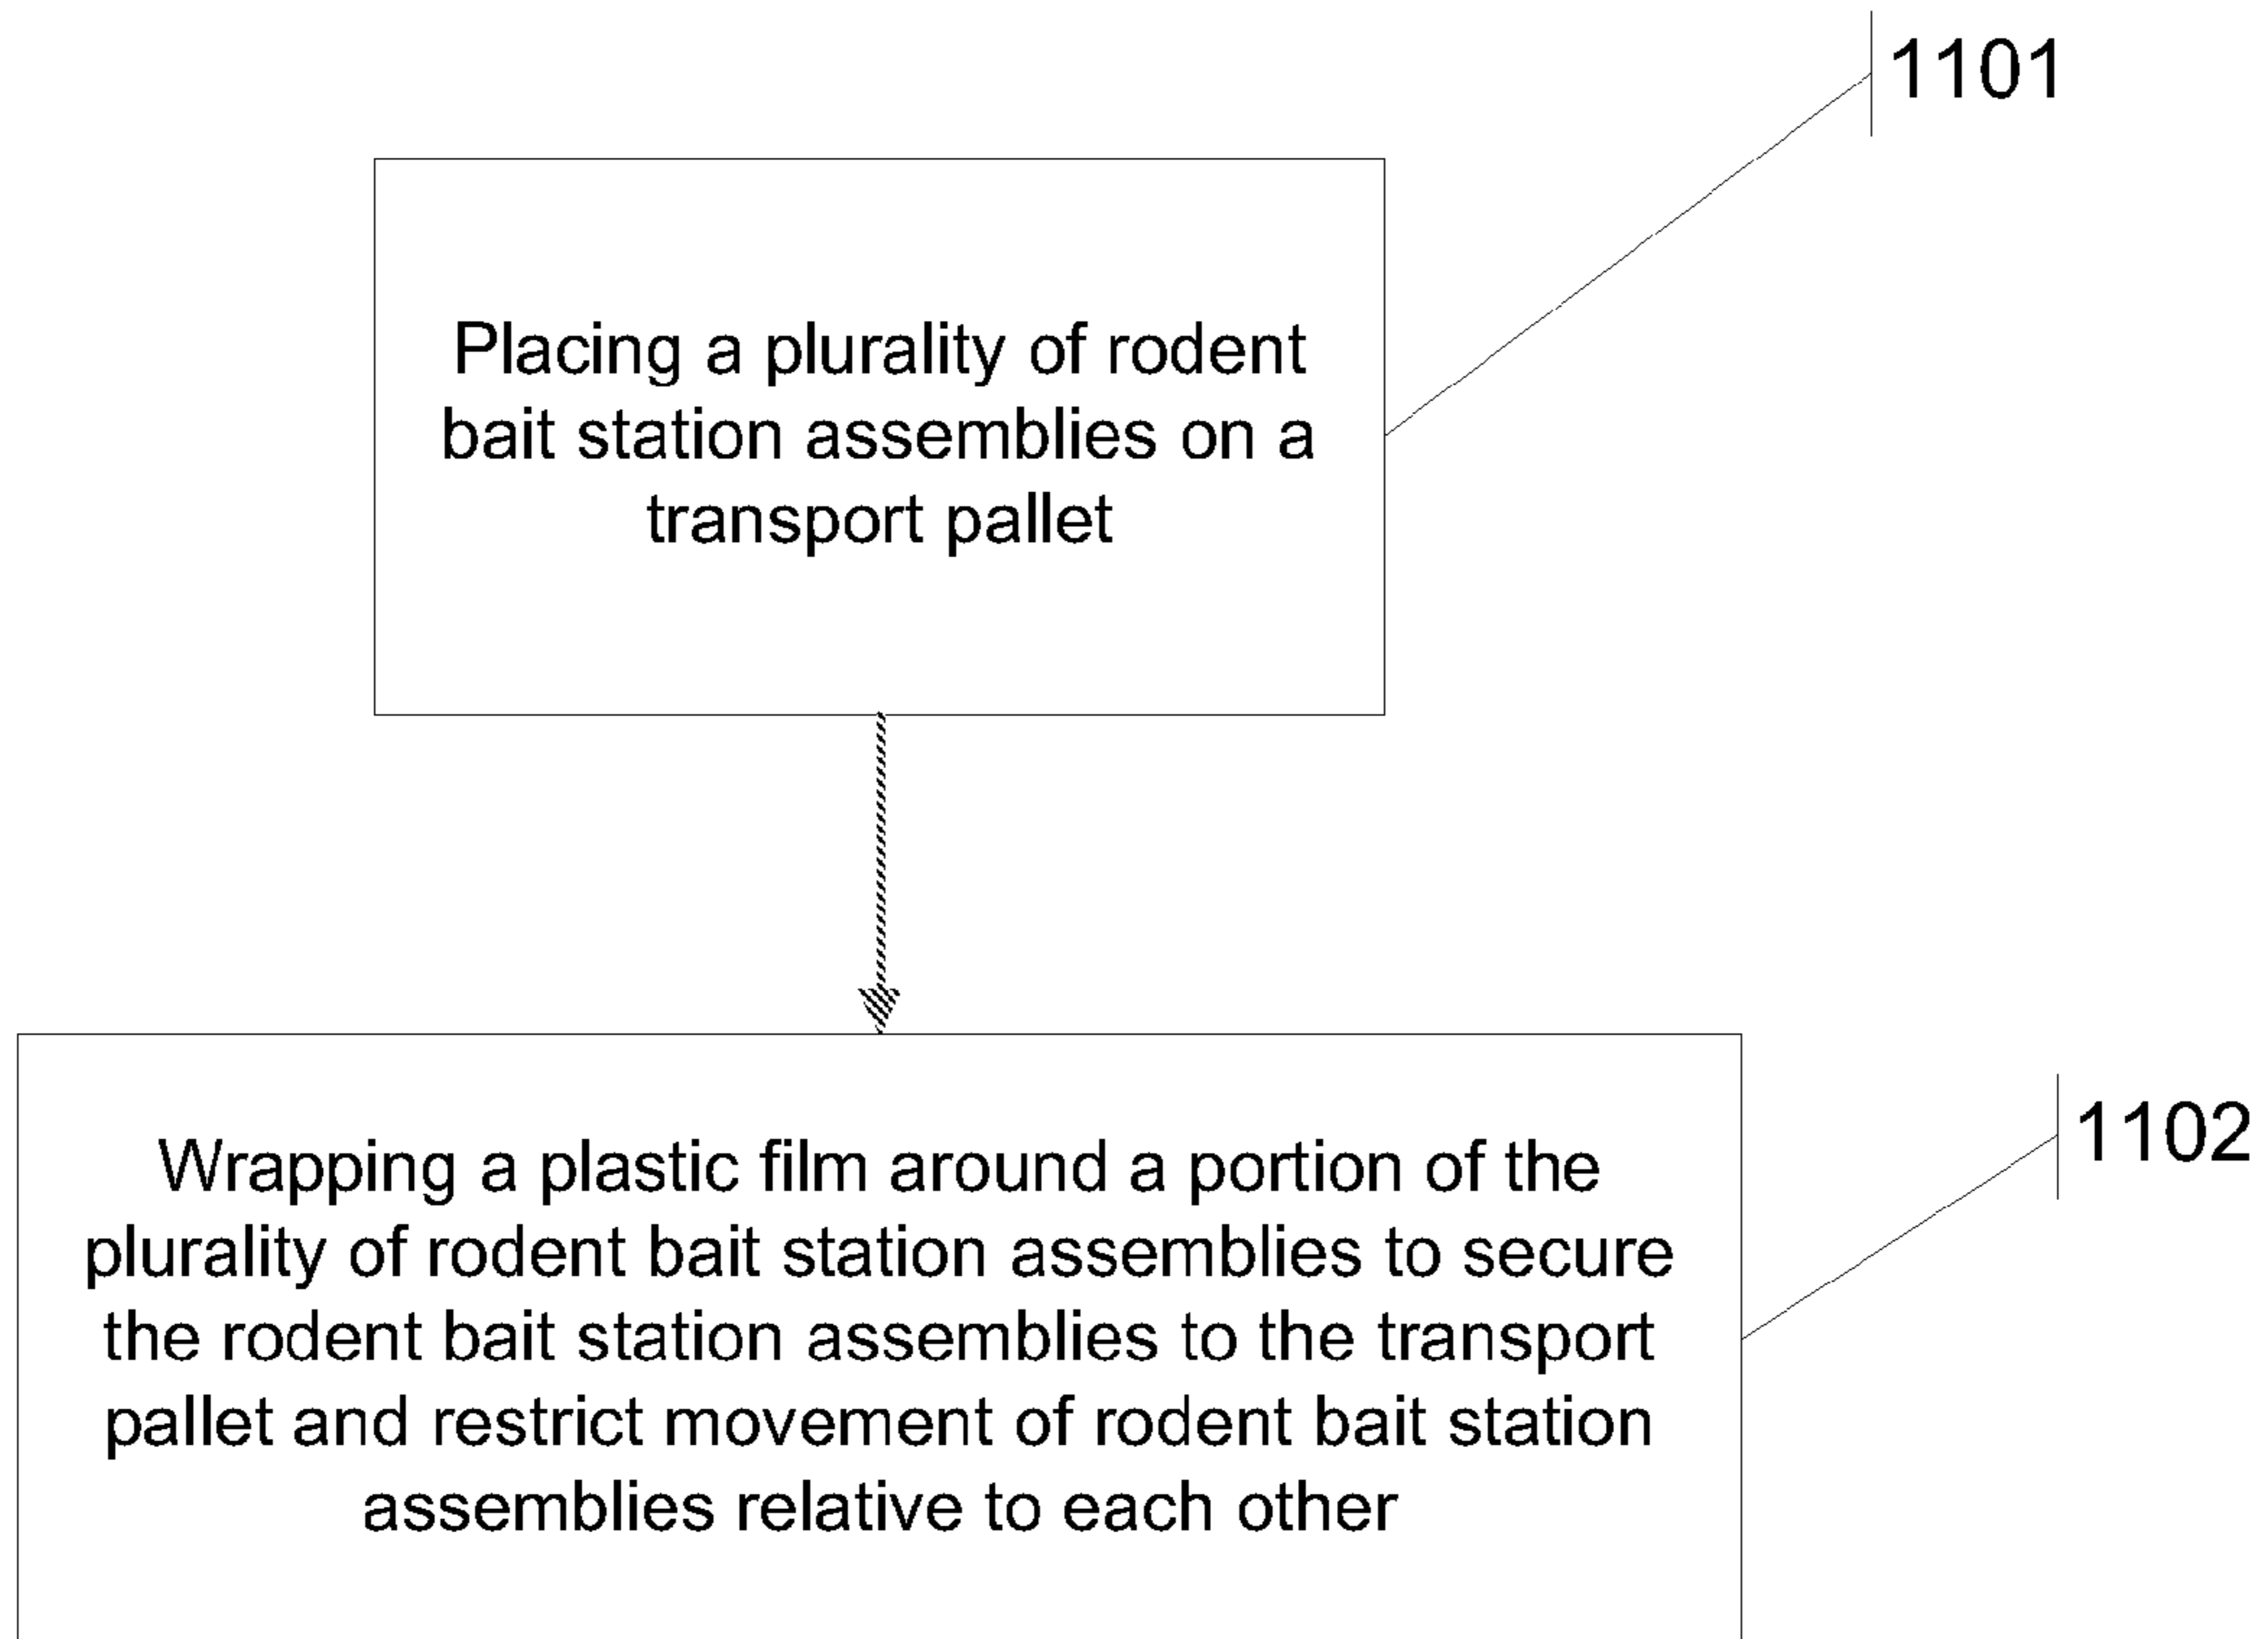 1101
Placing a plurality of rodent
bait station assemblies on a
transport pallet
1102
Wrapping a plastic film around a portion of the
plurality of rodent bait station assemblies to secure
the rodent bait station assemblies to the transport
pallet and restrict movement of rodent bait station
assemblies relative to each other